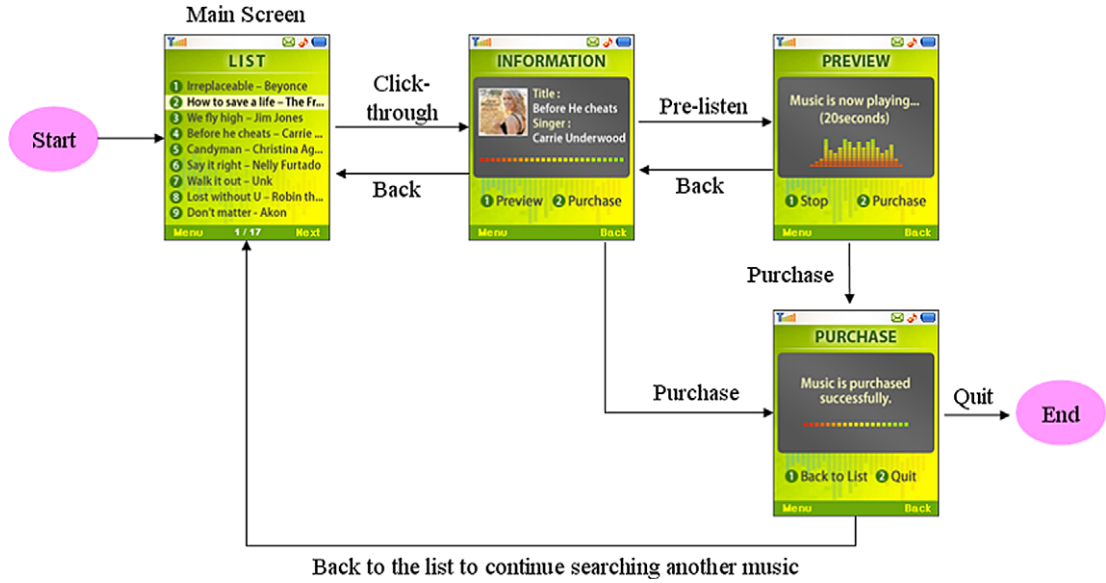 Main Screen
Start
LIST
1 Irreplaceable – Beyonce
2 How to save a life – The Fr...
3 We fly high – Jim Jones
4 Before he cheats – Carrie ...
5 Candyman – Christina Ag...
6 Say it right – Nelly Furtado
7 Walk it out – Unk
8 Lost without U – Robin th...
9 Don't matter - Akon
Menu 1 / 17 Next
Click-
through
Back
INFORMATION
Title :
Before He cheats
Singer :
Carrie Underwood
1 Preview 2 Purchase
Menu Back
Pre-listen
Back
PREVIEW
Music is now playing...
(20seconds)
1 Stop 2 Purchase
Menu Back
Purchase
Purchase
PURCHASE
Music is purchased
successfully.
1 Back to List 2 Quit
Menu Back
Quit
End
Back to the list to continue searching another music